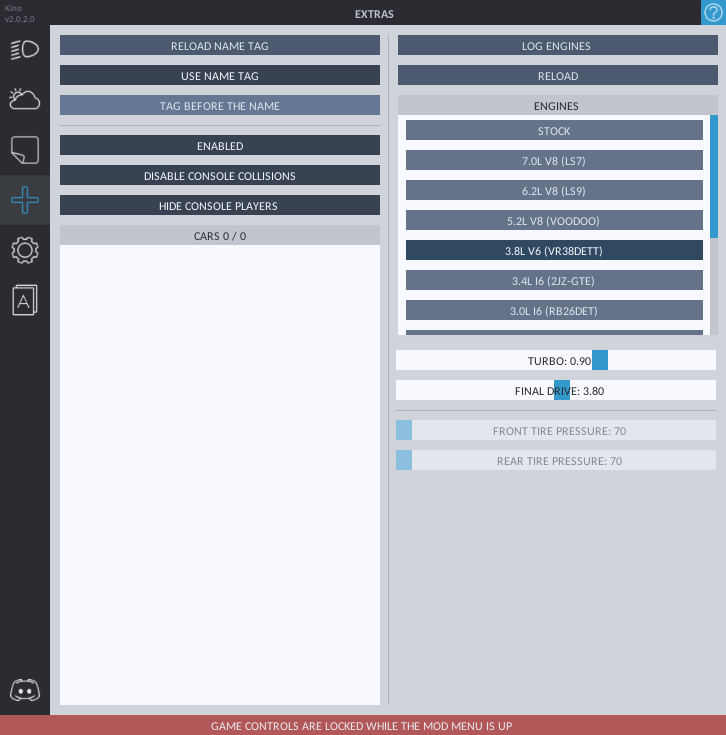 Kino
v2.0.2.0
EXTRAS
RELOAD NAME TAG
USE NAME TAG
TAG BEFORE THE NAME
ENABLED
DISABLE CONSOLE COLLISIONS
HIDE CONSOLE PLAYERS
CARS 0 / 0
LOG ENGINES
RELOAD
ENGINES
STOCK
7.0L V8 (LS7)
6.2L V8 (LS9)
5.2L V8 (VOODOO)
3.8L V6 (VR38DETT)
3.4L I6 (2JZ-GTE)
3.0L I6 (RB26DET)
TURBO: 0.90
FINAL DRIVE: 3.80
FRONT TIRE PRESSURE: 70
REAR TIRE PRESSURE: 70
A
GAME CONTROLS ARE LOCKED WHILE THE MOD MENU IS UP